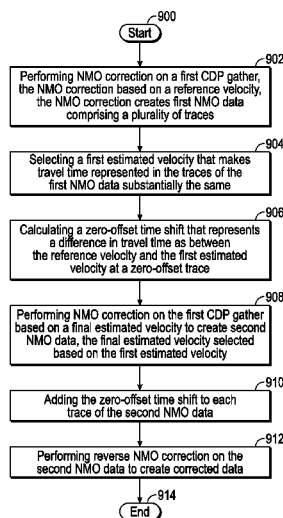 900
Start
902
Performing NMO correction on a first CDP gather,
the NMO correction based on a reference velocity,
the NMO correction creates first NMO data
comprising a plurality of traces
904
Selecting a first estimated velocity that makes
travel time represented in the traces of
the first NMO data substantially the same
906
Calculating a zero-offset time shift that represents
a difference in travel time as between
the reference velocity and the first estimated
velocity at a zero-offset trace
908
Performing NMO correction on the first CDP gather
based on a final estimated velocity to create second
NMO data, the final estimated velocity selected
based on the first estimated velocity
910
Adding the zero-offset time shift to each
trace of the second NMO data
912
Performing reverse NMO correction on the
second NMO data to create corrected data
914
End